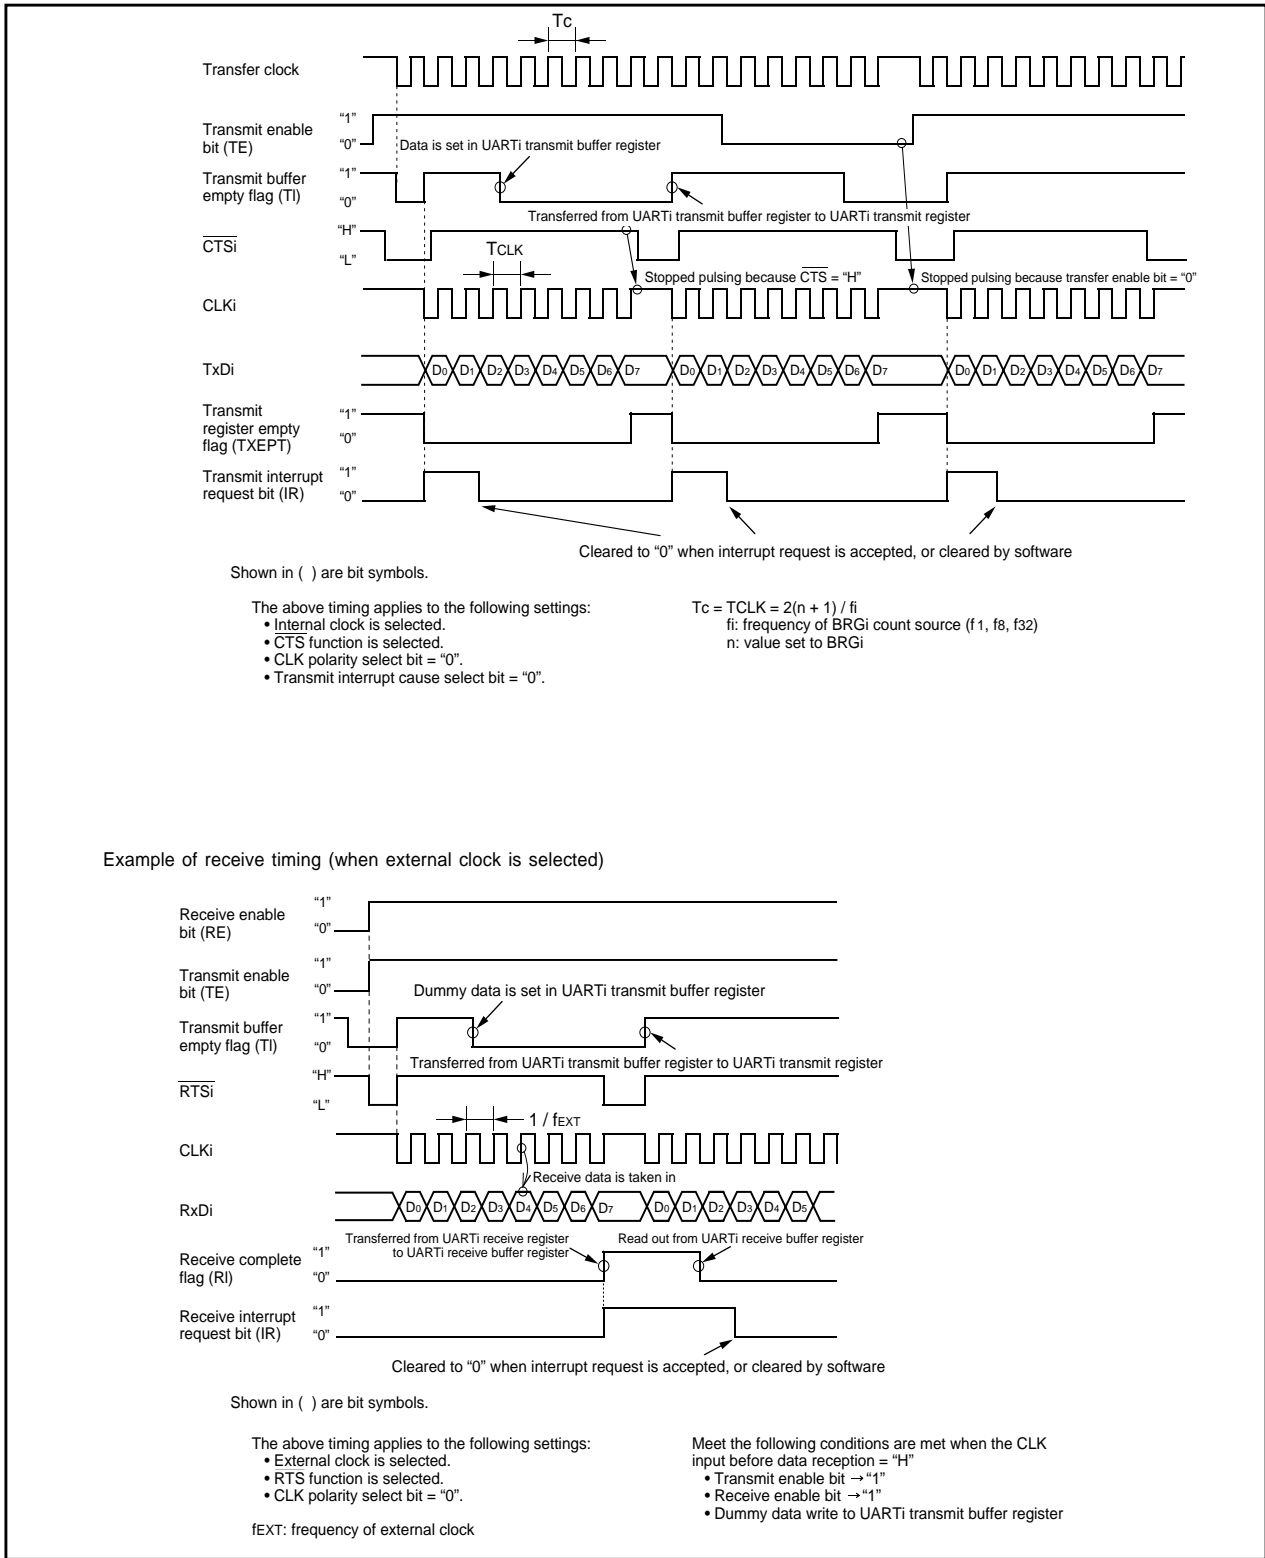 Tc
Transfer clock
Transmit enable
bit (TE)
“1”
“0”
Data is set in UARTi transmit buffer register
Transmit buffer
empty flag (Tl)
“1”
“0”
Transferred from UARTi transmit buffer register to UARTi transmit register
CTSi
“H”
“L”
TCLK
Stopped pulsing because CTS = “H”
Stopped pulsing because transfer enable bit = “0”
CLKi
TxDi
D0 D1 D2 D3 D4 D5 D6 D7 D0 D1 D2 D3 D4 D5 D6 D7 D0 D1 D2 D3 D4 D5 D6 D7
Transmit
register empty
flag (TXEPT)
“1”
“0”
Transmit interrupt
request bit (IR)
“1”
“0”
Cleared to “0” when interrupt request is accepted, or cleared by software
Shown in ( ) are bit symbols.
The above timing applies to the following settings:
• Internal clock is selected.
• CTS function is selected.
• CLK polarity select bit = “0”.
• Transmit interrupt cause select bit = “0”.
Tc = TCLK = 2(n + 1) / fi
fi: frequency of BRGi count source (f1, f8, f32)
n: value set to BRGi
Example of receive timing (when external clock is selected)
Receive enable
bit (RE)
“1”
“0”
Transmit enable
bit (TE)
“1”
“0”
Dummy data is set in UARTi transmit buffer register
Transmit buffer
empty flag (Tl)
“1”
“0”
Transferred from UARTi transmit buffer register to UARTi transmit register
RTSi
“H”
“L”
1 / fEXT
CLKi
Receive data is taken in
RxDi
D0 D1 D2 D3 D4 D5 D6 D7 D0 D1 D2 D3 D4 D5
Transferred from UARTi receive register
to UARTi receive buffer register
Read out from UARTi receive buffer register
Receive complete
flag (Rl)
“1”
“0”
Receive interrupt
request bit (IR)
“1”
“0”
Cleared to “0” when interrupt request is accepted, or cleared by software
Shown in ( ) are bit symbols.
The above timing applies to the following settings:
• External clock is selected.
• RTS function is selected.
• CLK polarity select bit = “0”.
fEXT: frequency of external clock
Meet the following conditions are met when the CLK
input before data reception = “H”
• Transmit enable bit → “1”
• Receive enable bit → “1”
• Dummy data write to UARTi transmit buffer register